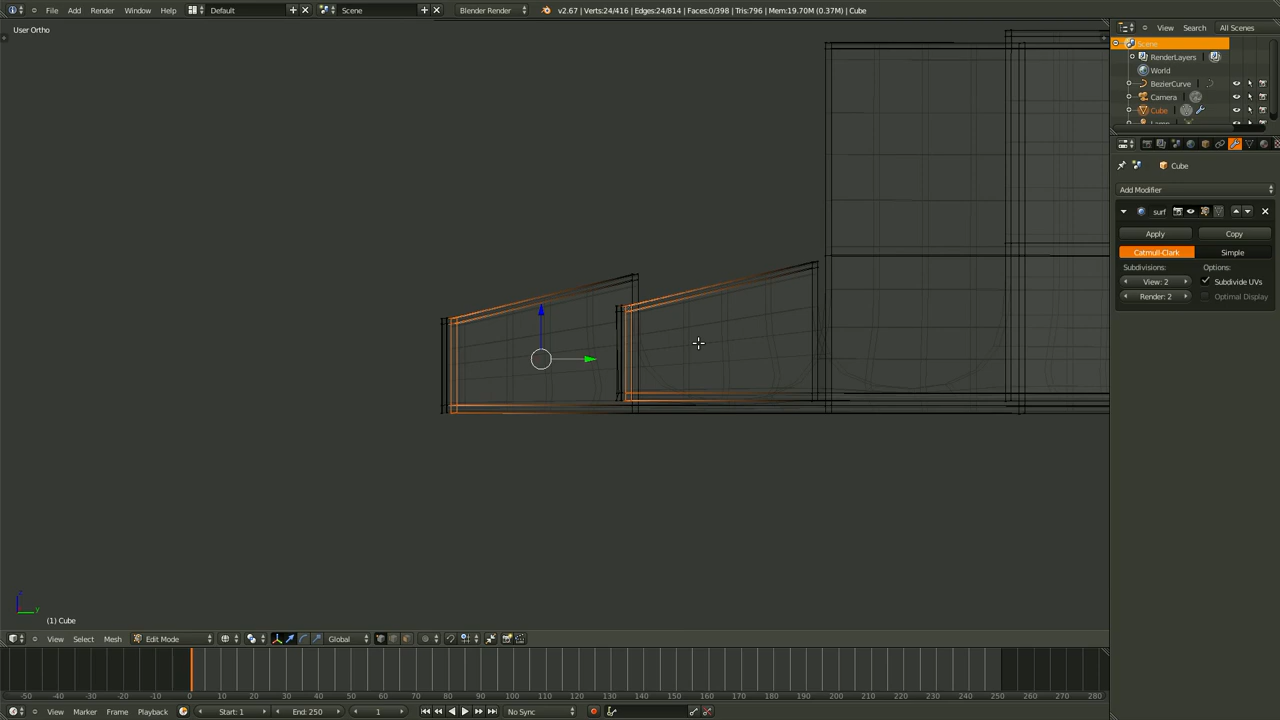 File Add Render Window Help Default Scene Blender Render v2.67 | Verts:24/416 | Edges:24/814 | Faces:0/398 | Tris:796 | Mem:19.70M (0.37M) | Cube
View Search All Scenes
User Ortho
Scene
RenderLayers
World
BezierCurve
Camera
Cube
Cube
Add Modifier
surf
Apply Copy
Catmull-Clark Simple
Subdivisions: Options:
View: 2 Subdivide UVs
Render: 2 Optimal Display
z
y
(1) Cube
View Select Mesh Edit Mode Global
-50 -40 -30 -20 -10 0 10 20 30 40 50 60 70 80 90 100 110 120 130 140 150 160 170 180 190 200 210 220 230 240 250 260 270 280
View Marker Frame Playback Start: 1 End: 250 1 No Sync